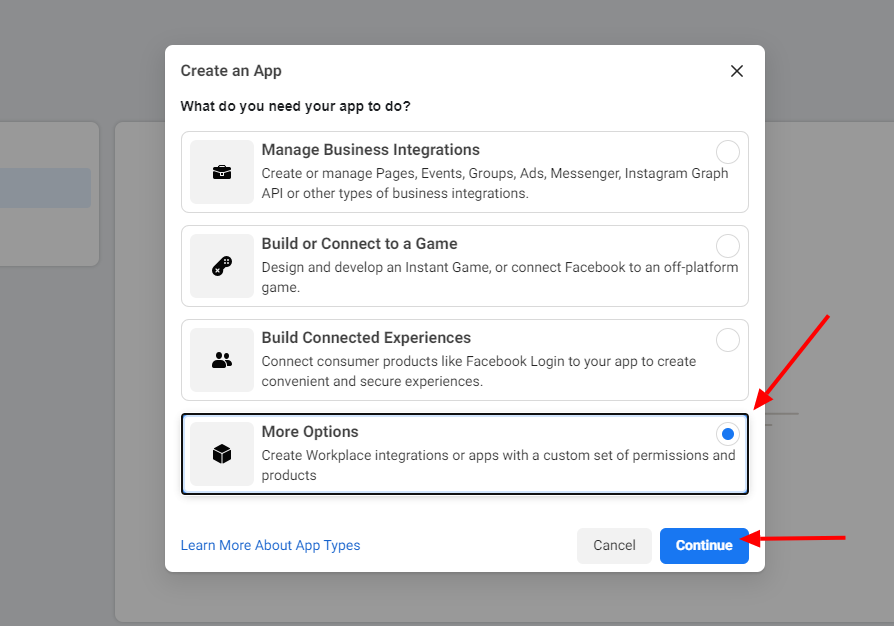 Create an App
What do you need your app to do?
Manage Business Integrations
Create or manage Pages, Events, Groups, Ads, Messenger, Instagram Graph
API or other types of business integrations.
Build or Connect to a Game
Design and develop an Instant Game, or connect Facebook to an off-platform
game.
Build Connected Experiences
Connect consumer products like Facebook Login to your app to create
convenient and secure experiences.
More Options
Create Workplace integrations or apps with a custom set of permissions and
products
Learn More About App Types
Cancel
Continue